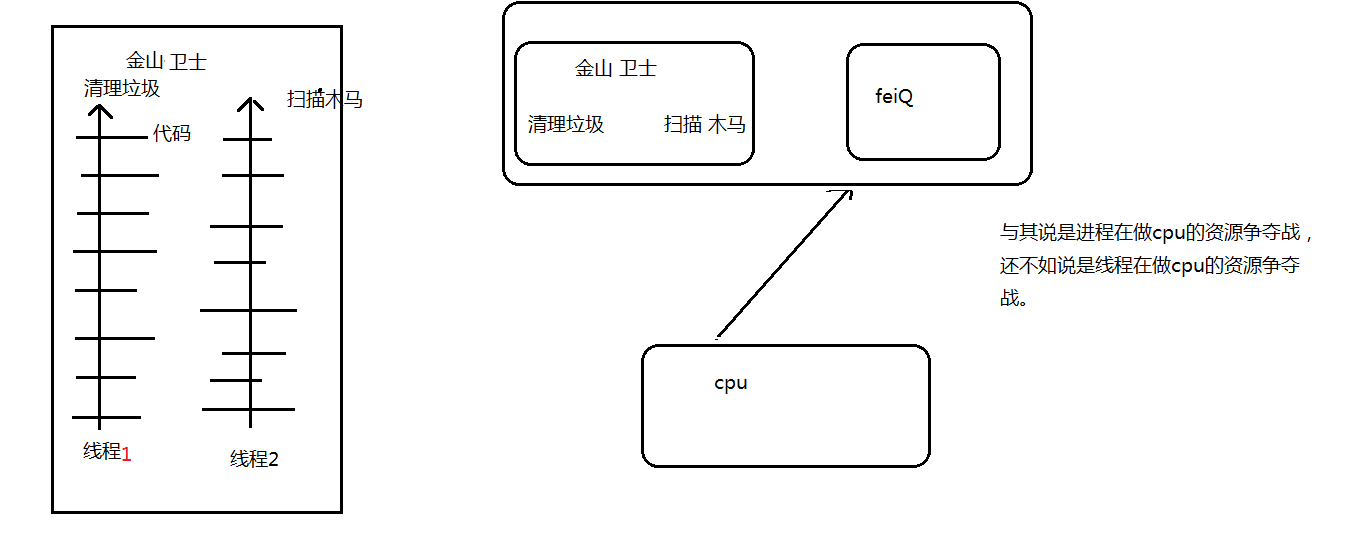 金山 卫士
清理垃圾
扫描木马
代码
线程1
线程2
金山 卫士
清理垃圾
扫描 木马
feiQ
cpu
与其说是进程在做cpu的资源争夺战，
还不如说是线程在做cpu的资源争夺
战。